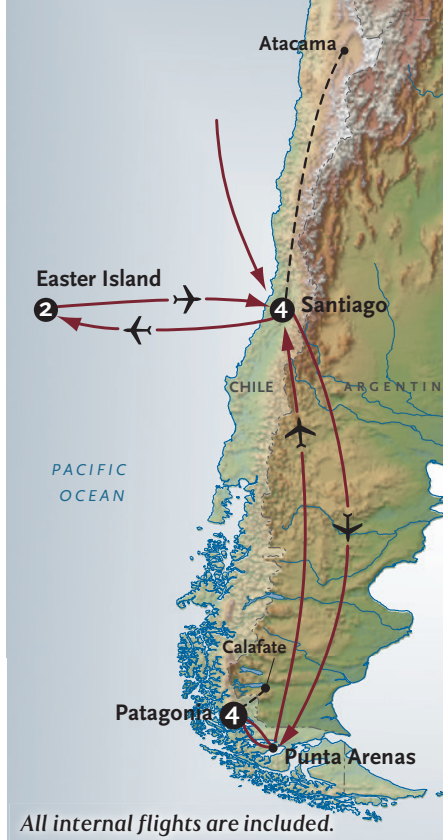 Atacama
Easter Island
2
4
Santiago
CHILE
ARGENTIN
PACIFIC
OCEAN
Calafate
Patagonia
4
Punta Arenas
All internal flights are included.